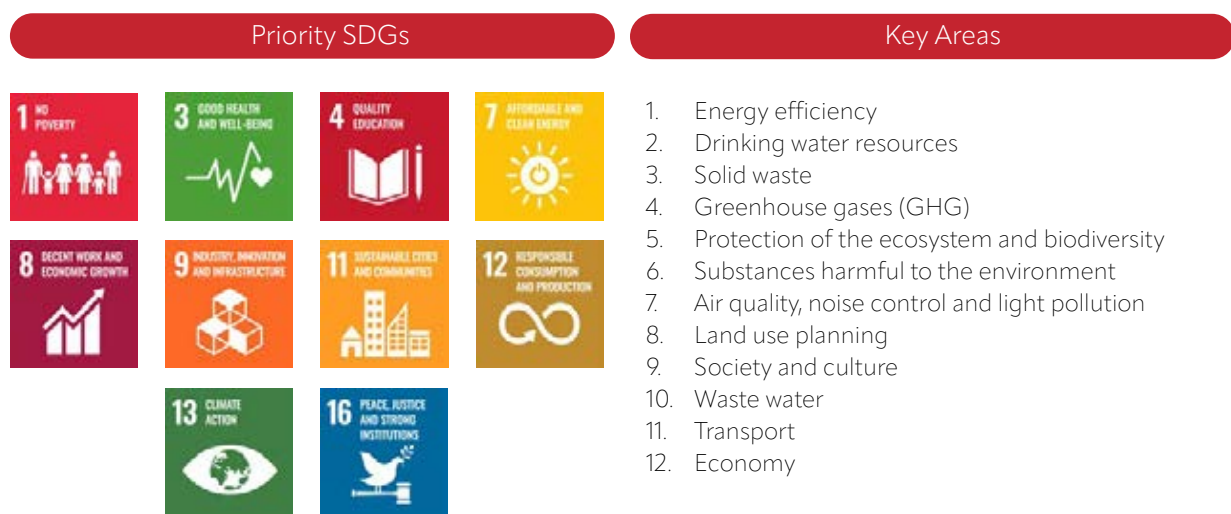 Priority SDGs
Key Areas
1 NO
POVERTY
3 GOOD HEALTH
AND WELL-BEING
4 QUALITY
EDUCATION
7 AFFORDABLE AND
CLEAN ENERGY
8 DECENT WORK AND
ECONOMIC GROWTH
9 INDUSTRY, INNOVATION
AND INFRASTRUCTURE
11 SUSTAINABLE CITIES
AND COMMUNITIES
12 RESPONSIBLE
CONSUMPTION
AND PRODUCTION
13 CLIMATE
ACTION
16 PEACE, JUSTICE
AND STRONG
INSTITUTIONS
1. Energy efficiency
2. Drinking water resources
3. Solid waste
4. Greenhouse gases (GHG)
5. Protection of the ecosystem and biodiversity
6. Substances harmful to the environment
7. Air quality, noise control and light pollution
8. Land use planning
9. Society and culture
10. Waste water
11. Transport
12. Economy